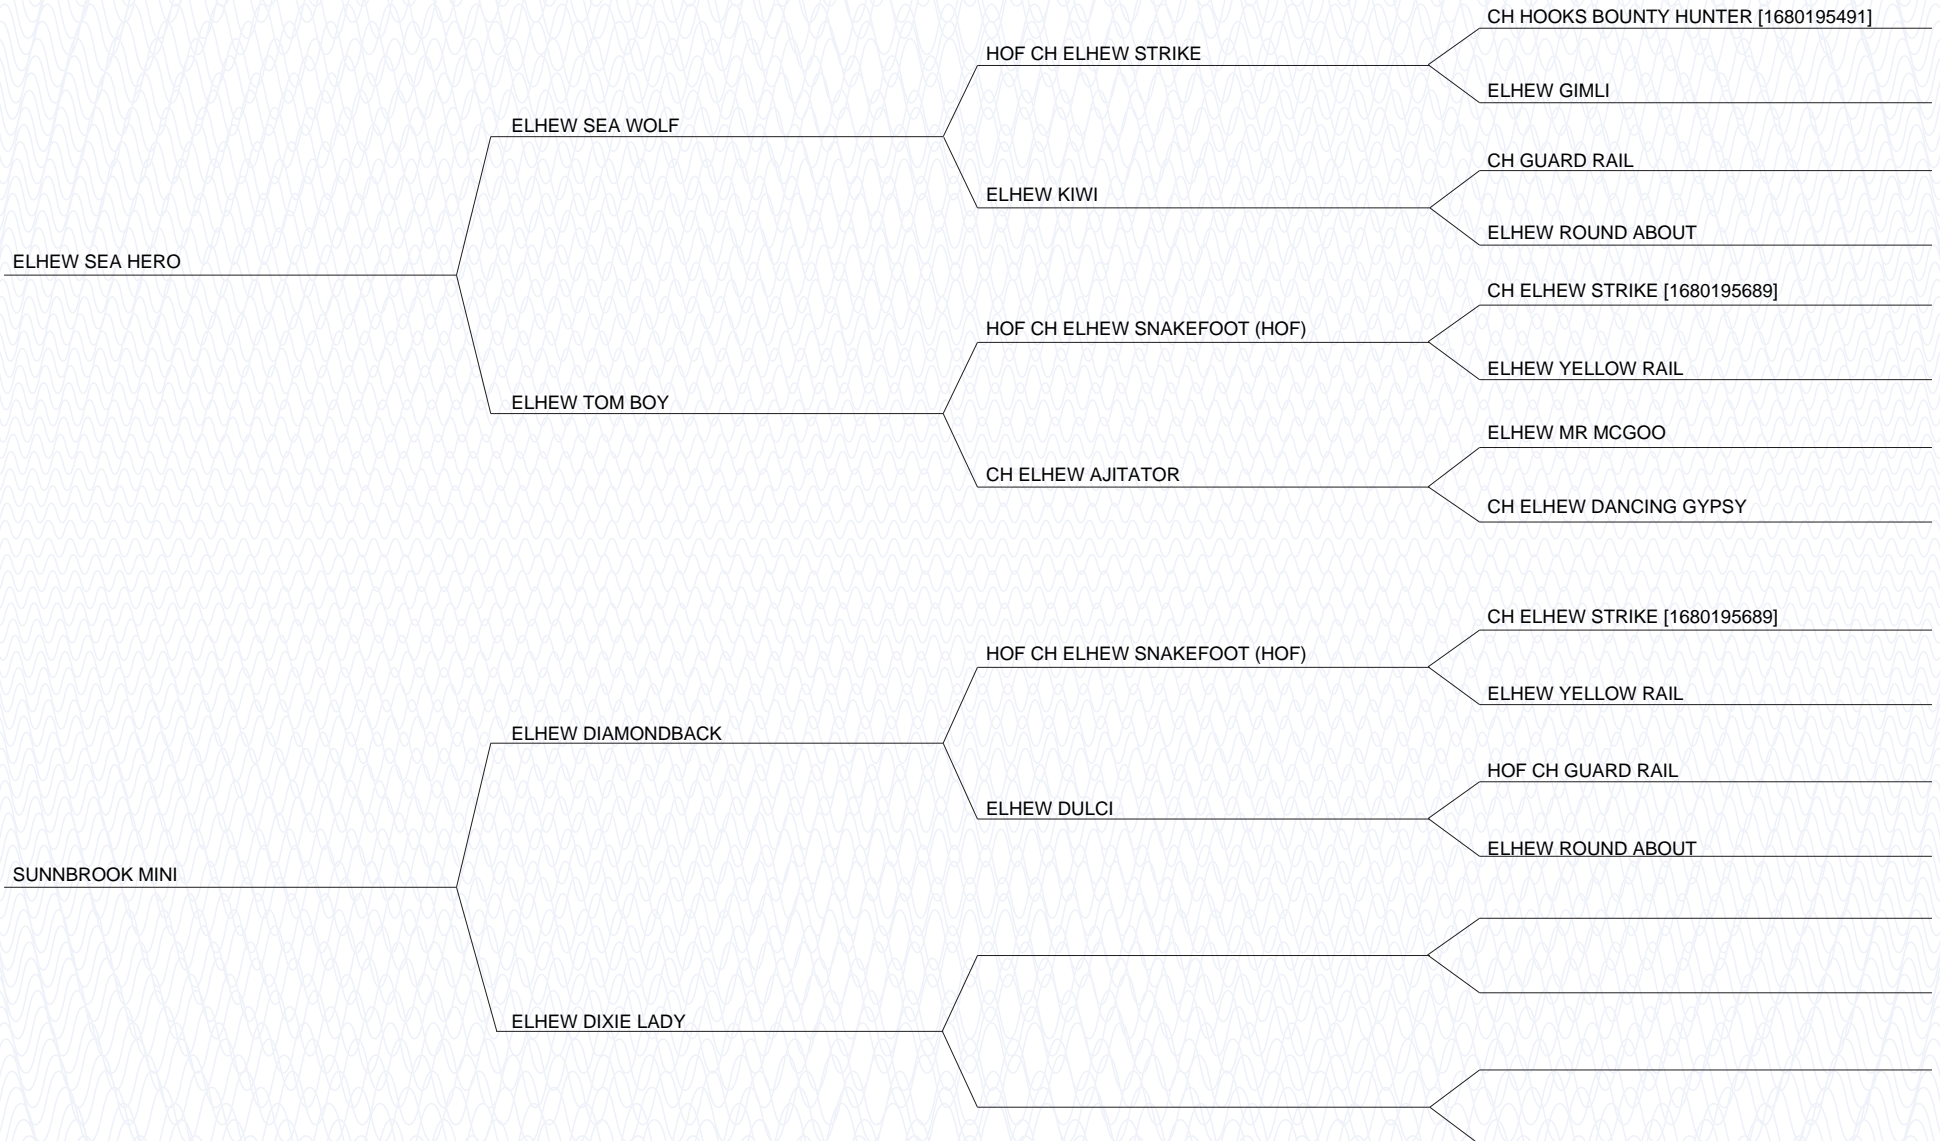 CH HOOKS BOUNTY HUNTER [1680195491]
HOF CH ELHEW STRIKE
ELHEW GIMLI
ELHEW SEA WOLF
CH GUARD RAIL
ELHEW KIWI
ELHEW ROUND ABOUT
ELHEW SEA HERO
CH ELHEW STRIKE [1680195689]
HOF CH ELHEW SNAKEFOOT (HOF)
ELHEW YELLOW RAIL
ELHEW TOM BOY
ELHEW MR MCGOO
CH ELHEW AJITATOR
CH ELHEW DANCING GYPSY
CH ELHEW STRIKE [1680195689]
HOF CH ELHEW SNAKEFOOT (HOF)
ELHEW YELLOW RAIL
ELHEW DIAMONDBACK
HOF CH GUARD RAIL
ELHEW DULCI
ELHEW ROUND ABOUT
SUNNBROOK MINI
ELHEW DIXIE LADY